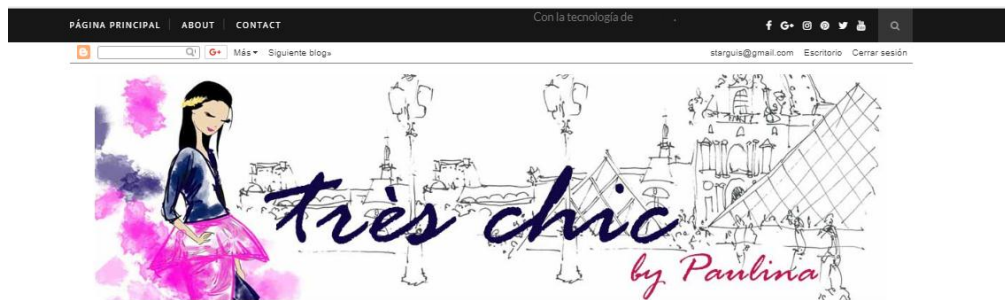 PÁGINA PRINCIPAL ABOUT CONTACT Con la tecnología de .
Más Siguiente blog» starguis@gmail.com Escritorio Cerrar sesión
très chic
by Paulina